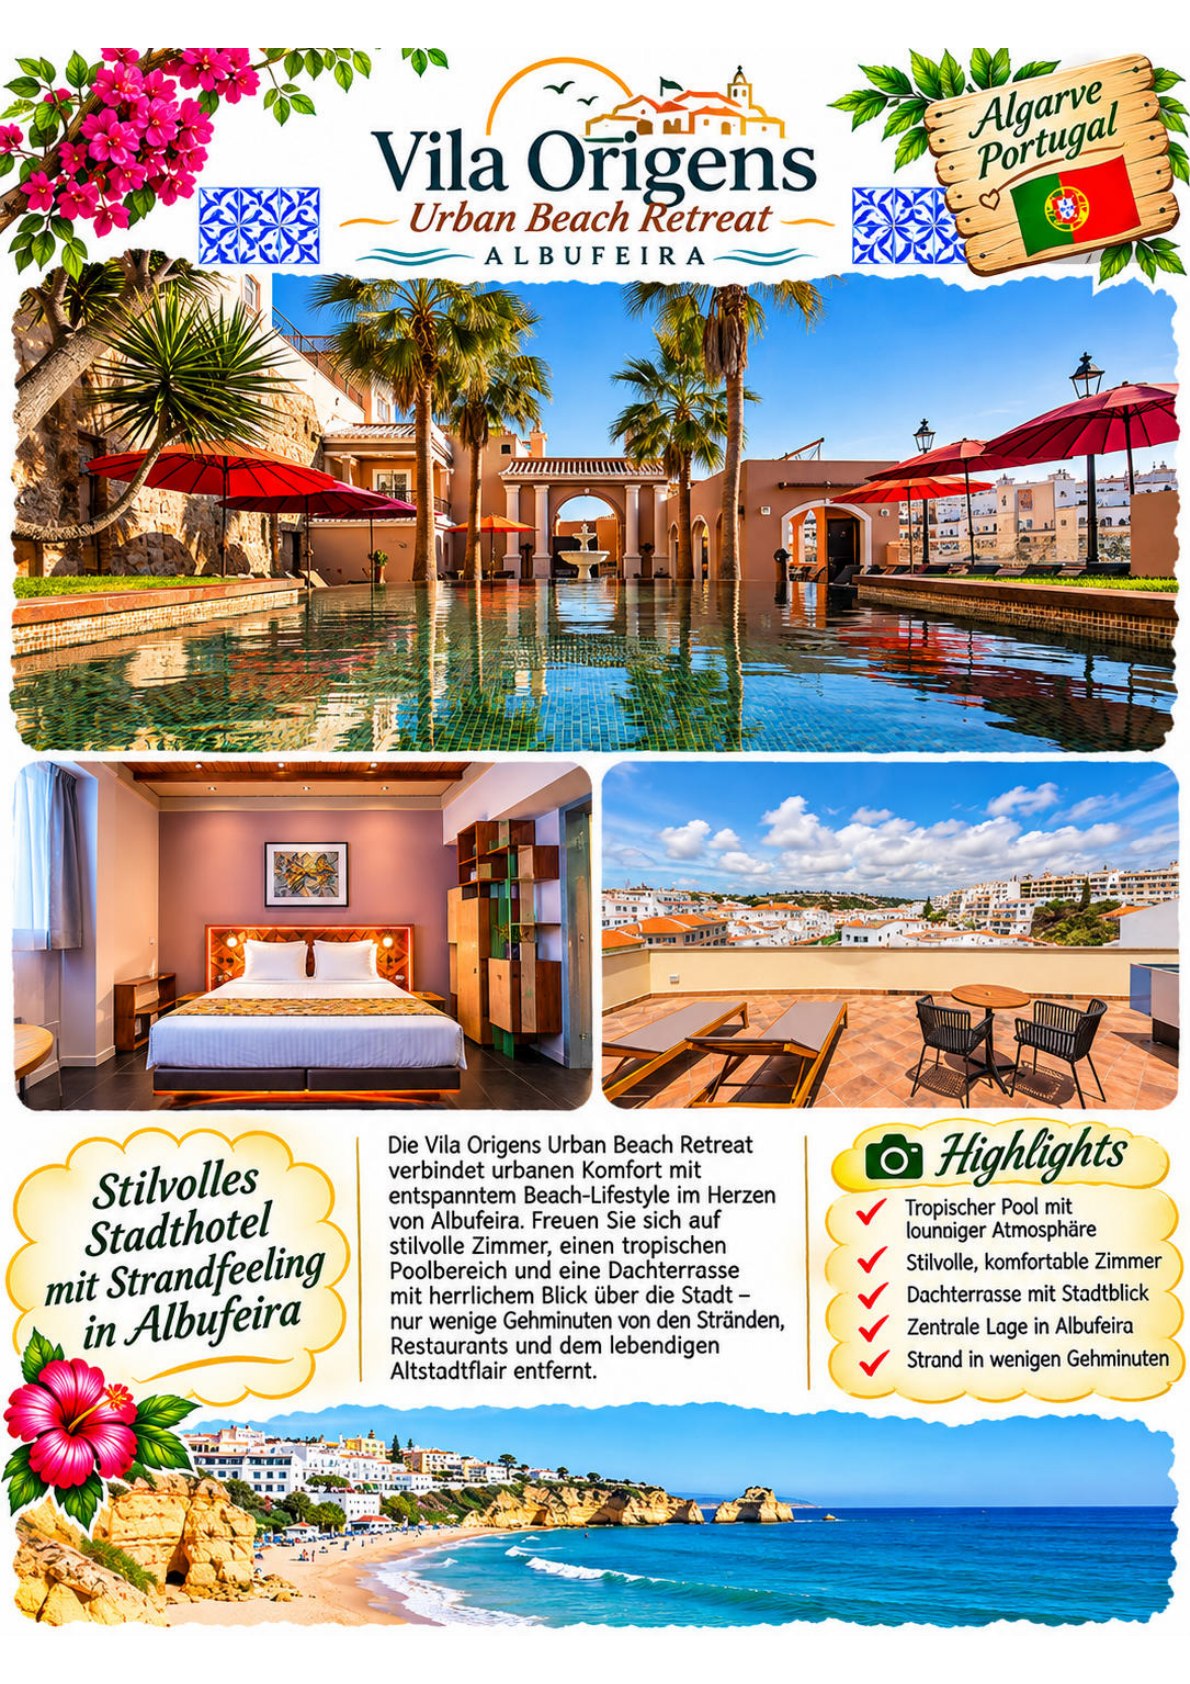 Vila Origens
Urban Beach Retreat
ALBUFEIRA
Algarve
Portugal
Stilvolles
Stadthotel
mit Strandfeeling
in Albufeira
Die Vila Origens Urban Beach Retreat
verbindet urbanen Komfort mit
entspanntem Beach-Lifestyle im Herzen
von Albufeira. Freuen Sie sich auf
stilvolle Zimmer, einen tropischen
Poolbereich und eine Dachterrasse
mit herrlichem Blick über die Stadt –
nur wenige Gehminuten von den Stränden,
Restaurants und dem lebendigen
Altstadtflair entfernt.
Highlights
Tropischer Pool mit
lounniger Atmosphäre
Stilvolle, komfortable Zimmer
Dachterrasse mit Stadtblick
Zentrale Lage in Albufeira
Strand in wenigen Gehminuten